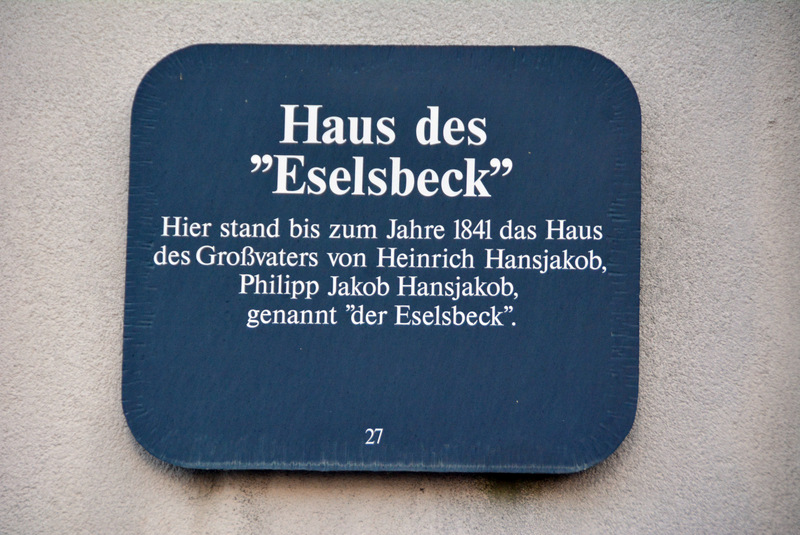 Haus des
”Eselsbeck”
Hier stand bis zum Jahre 1841 das Haus
des Großvaters von Heinrich Hansjakob,
Philipp Jakob Hansjakob,
genannt ”der Eselsbeck”.
27